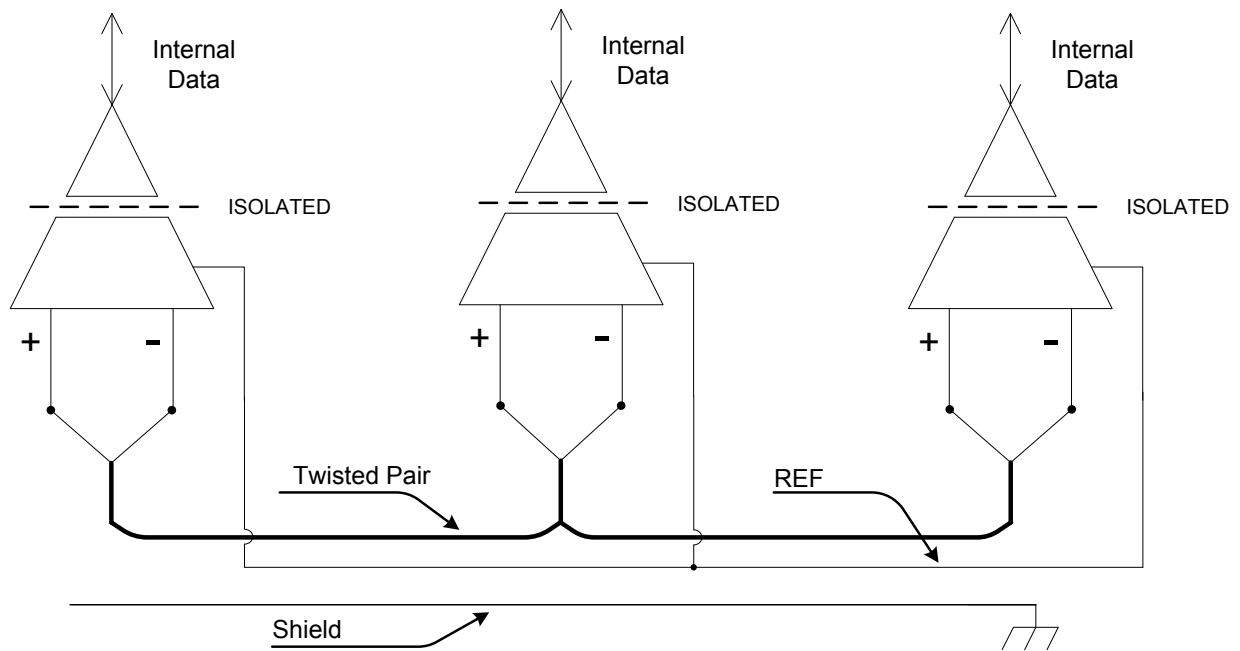 Internal
Data
Internal
Data
Internal
Data
ISOLATED
ISOLATED
ISOLATED
+ -
+ -
+ -
Twisted Pair
REF
Shield